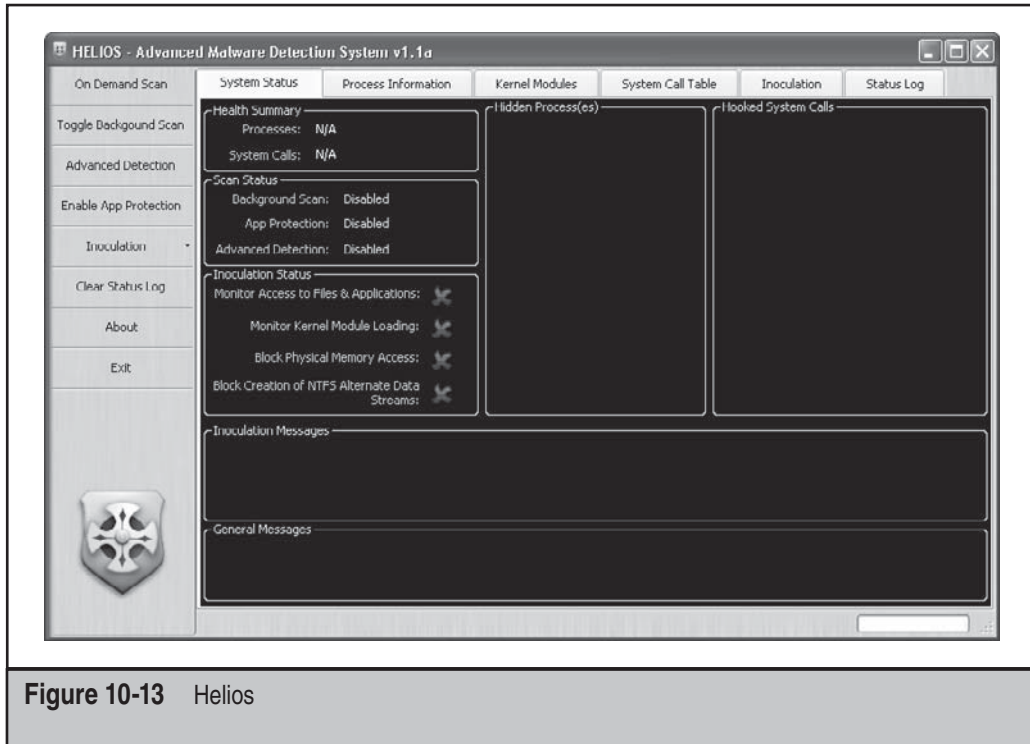 HELIOS - Advanced Malware Detection System v1.1a
On Demand Scan
Toggle Backgound Scan
Advanced Detection
Enable App Protection
Inoculation
Clear Status Log
About
Exit
System Status
Process Information
Kernel Modules
System Call Table
Inoculation
Status Log
Health Summary
Processes: N/A
System Calls: N/A
Scan Status
Background Scan: Disabled
App Protection: Disabled
Advanced Detection: Disabled
Inoculation Status
Monitor Access to Files & Applications:
Monitor Kernel Module Loading:
Block Physical Memory Access:
Block Creation of NTFS Alternate Data
Streams:
Hidden Process(es)
Hooked System Calls
Inoculation Messages
General Messages
Figure 10-13 Helios